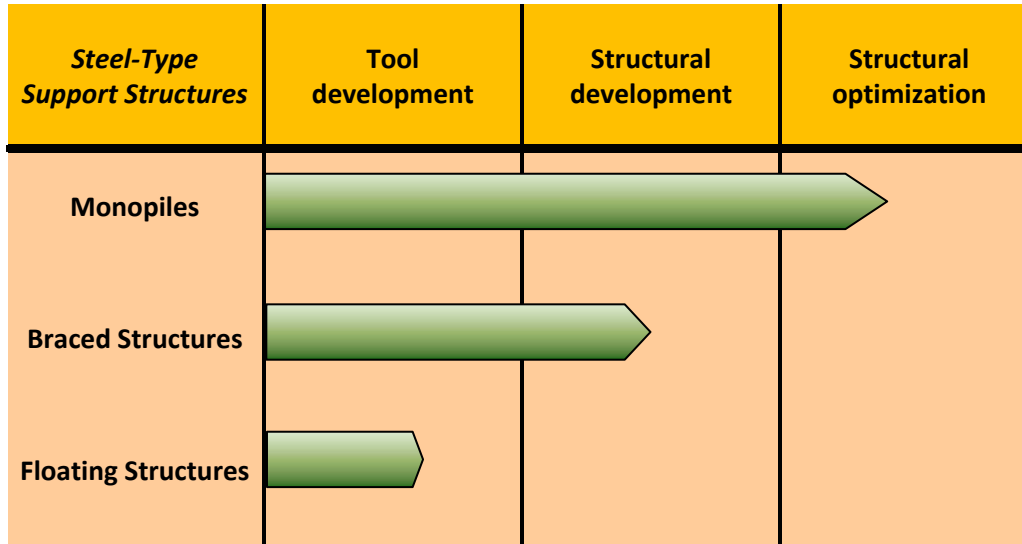 Steel-Type
Support Structures
Tool
development
Structural
development
Structural
optimization
Monopiles
Braced Structures
Floating Structures